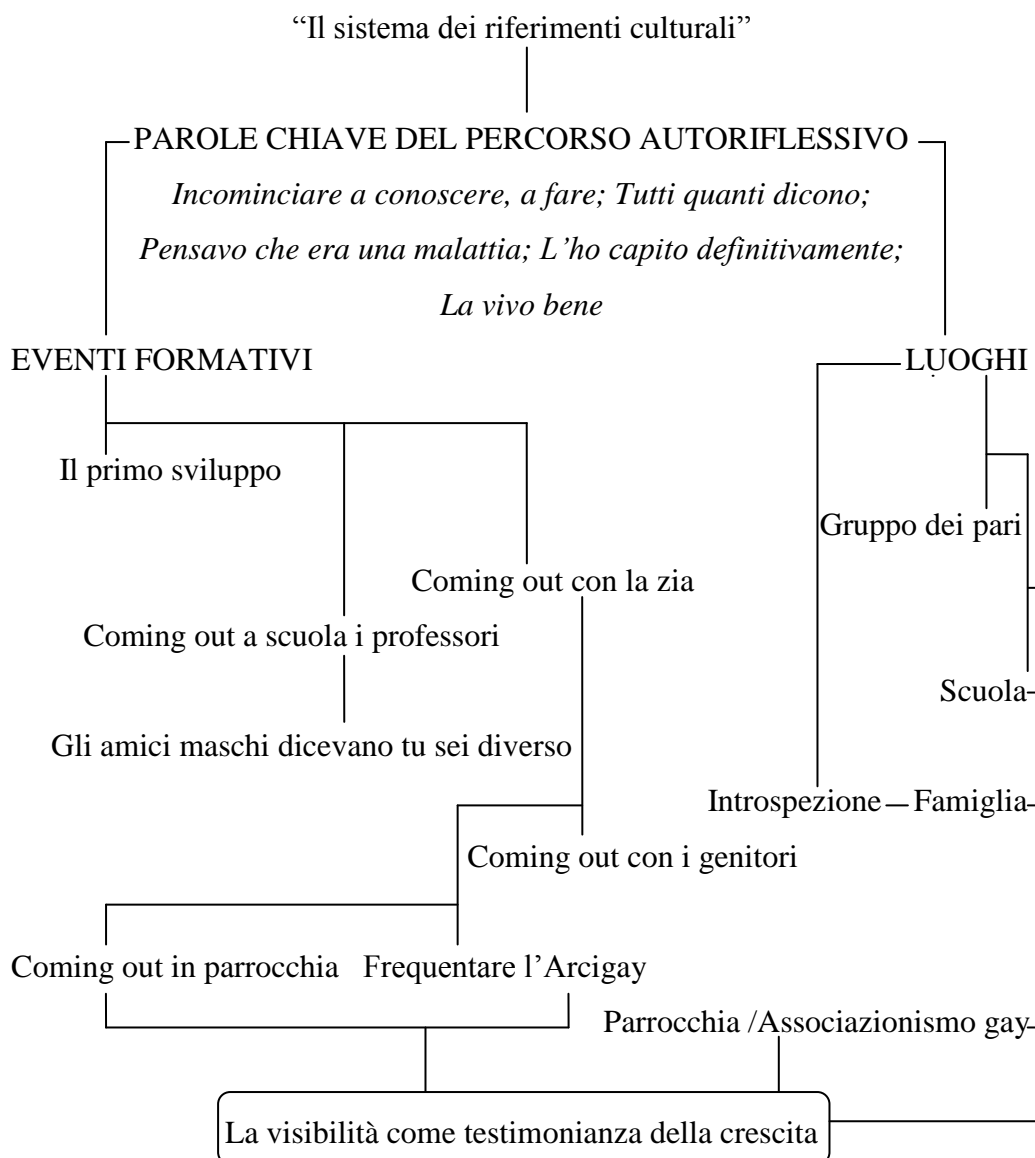 “Il sistema dei riferimenti culturali”
PAROLE CHIAVE DEL PERCORSO AUTORIFLESSIVO
Incominciare a conoscere, a fare; Tutti quanti dicono;
Pensavo che era una malattia; L’ho capito definitivamente;
La vivo bene
EVENTI FORMATIVI
LUOGHI
Il primo sviluppo
Gruppo dei pari
Coming out con la zia
Coming out a scuola i professori
Scuola
Gli amici maschi dicevano tu sei diverso
Introspezione
Famiglia
Coming out con i genitori
Coming out in parrocchia
Frequentare l’Arcigay
Parrocchia /Associazionismo gay
La visibilità come testimonianza della crescita